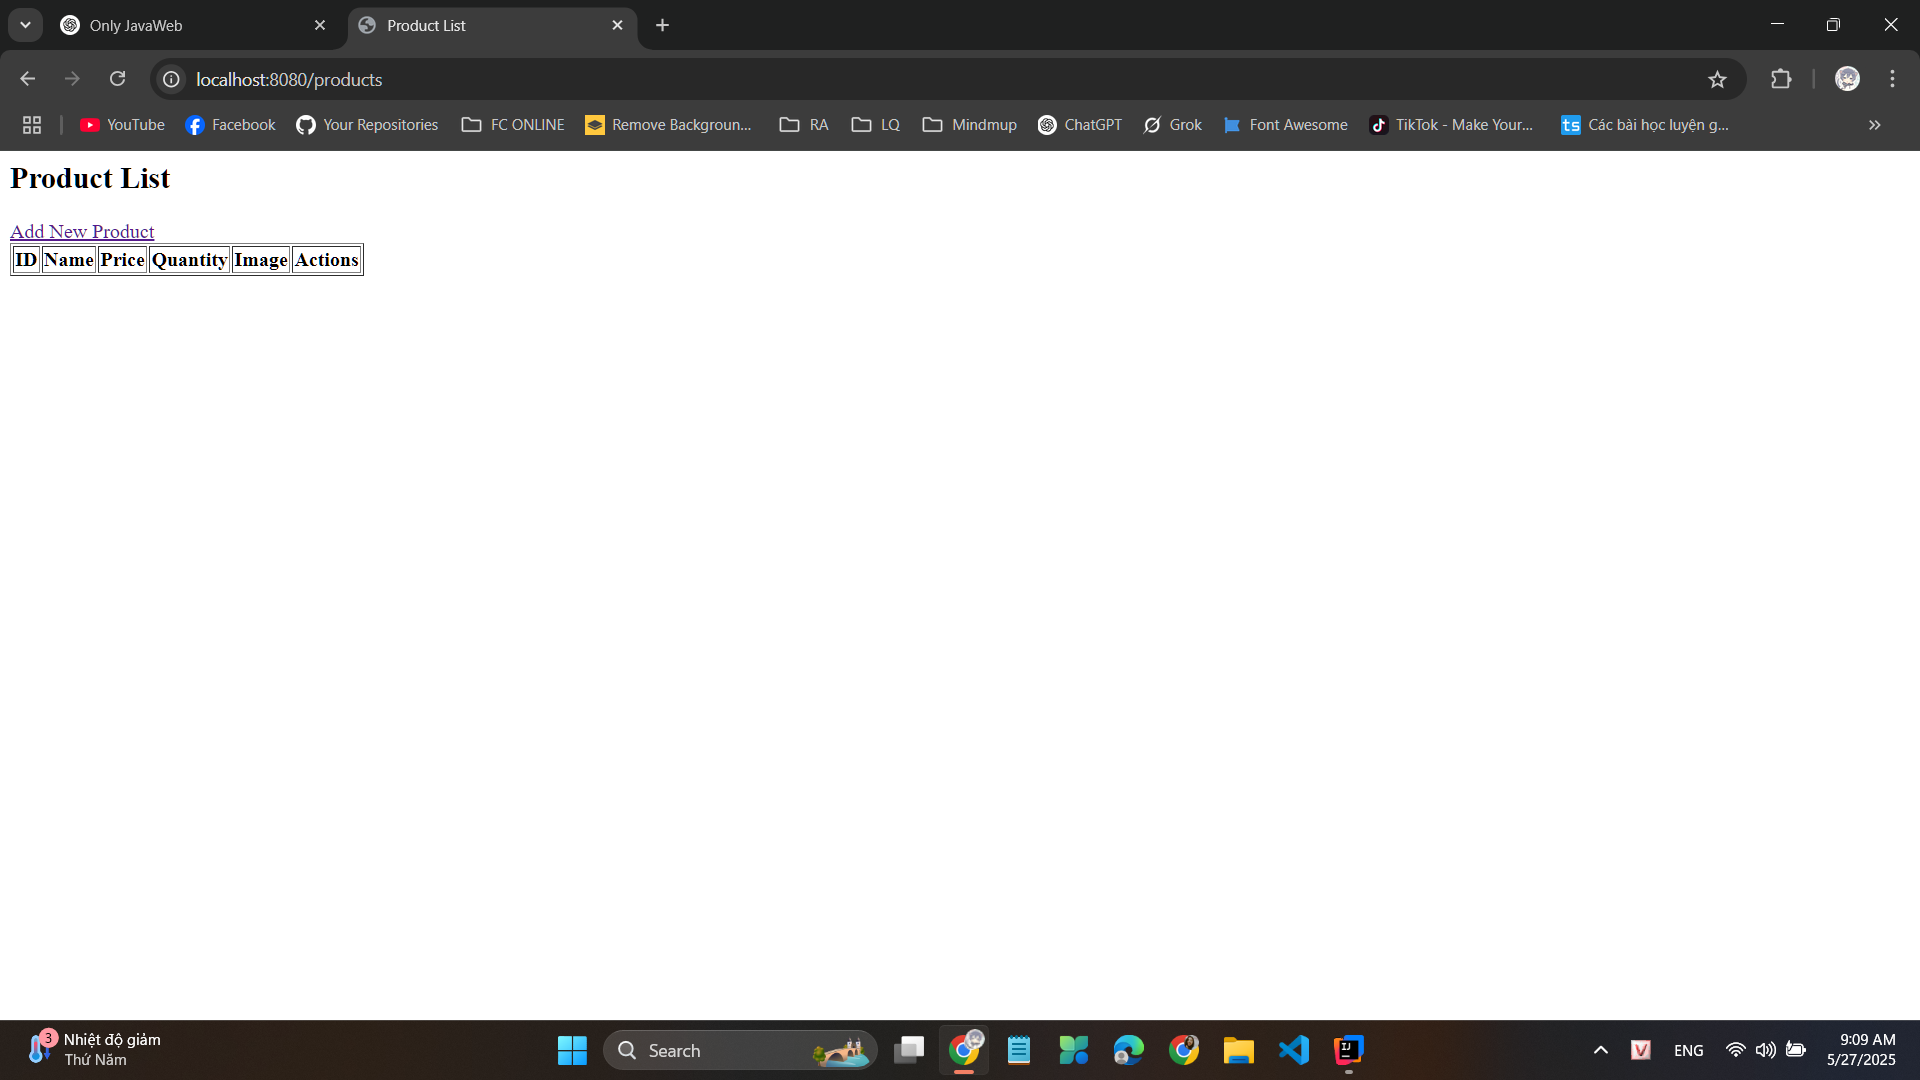 Only JavaWeb
Product List
localhost:8080/products
YouTube
Facebook
Your Repositories
FC ONLINE
Remove Backgroun...
RA
LQ
Mindmup
ChatGPT
Grok
Font Awesome
TikTok - Make Your...
ts
Các bài học luyện g...
Product List
Add New Product
ID Name Price Quantity Image Actions
3
Nhiệt độ giảm
Thứ Năm
Search
IJ
V
ENG
9:09 AM
5/27/2025